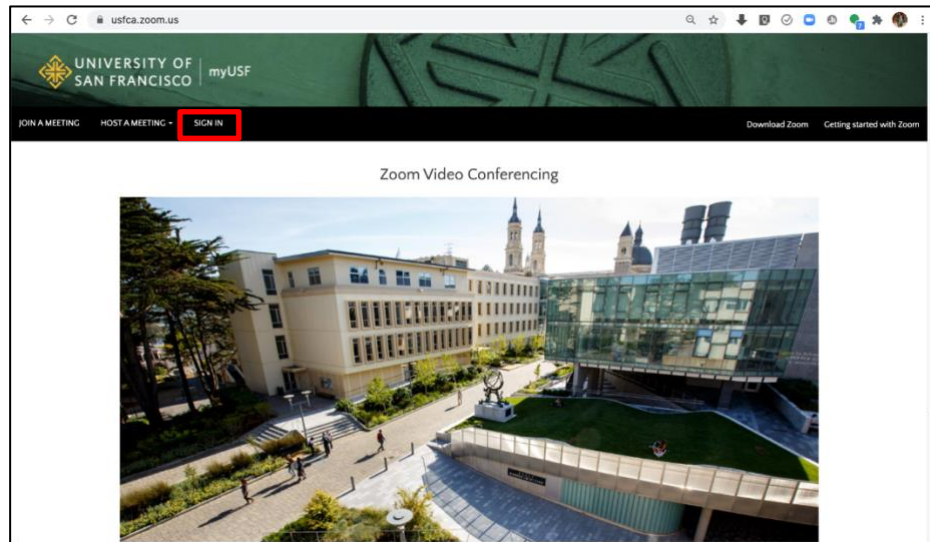 usfca.zoom.us
UNIVERSITY OF
SAN FRANCISCO
myUSF
JOIN A MEETING HOST A MEETING SIGN IN Download Zoom Getting started with Zoom
Zoom Video Conferencing